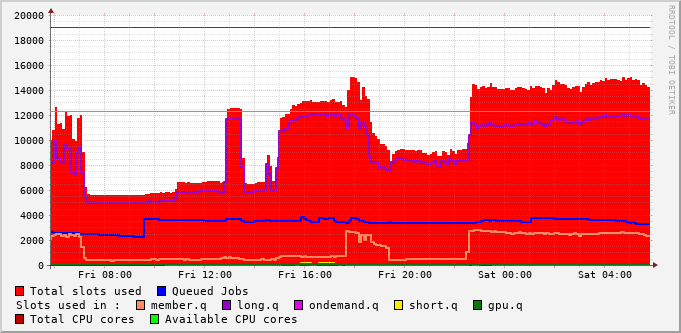 20000
18000
16000
14000
12000
10000
8000
6000
4000
2000
0
Fri 08:00 Fri 12:00 Fri 16:00 Fri 20:00 Sat 00:00 Sat 04:00
RRDTOOL / TOBI OETIKER
Total slots used Queued Jobs
Slots used in : member.q long.q ondemand.q short.q gpu.q
Total CPU cores Available CPU cores